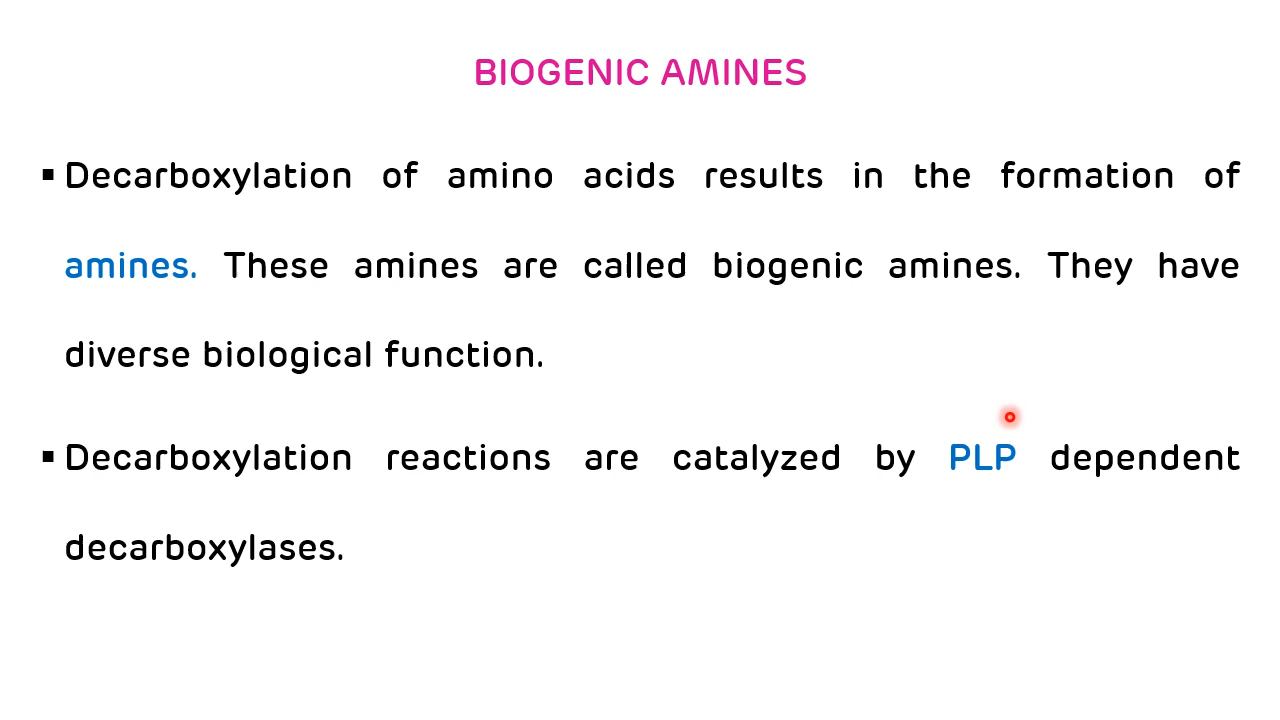 BIOGENIC AMINES
▪ Decarboxylation of amino acids results in the formation of
amines. These amines are called biogenic amines. They have
diverse biological function.
▪ Decarboxylation reactions are catalyzed by PLP dependent
decarboxylases.